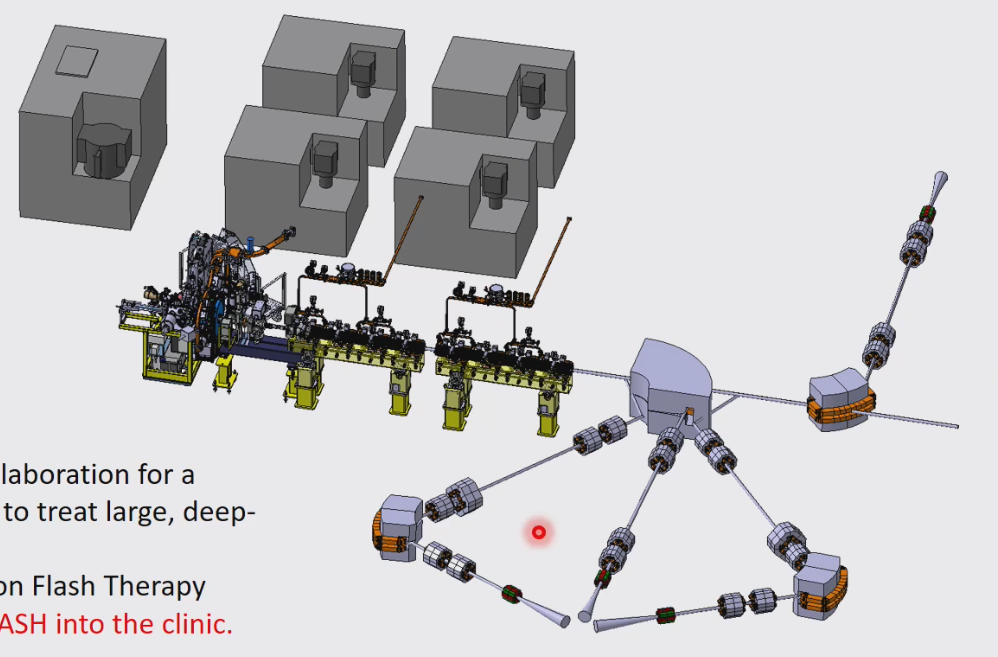 laboration for a
to treat large, deep-
on Flash Therapy
ASH into the clinic.